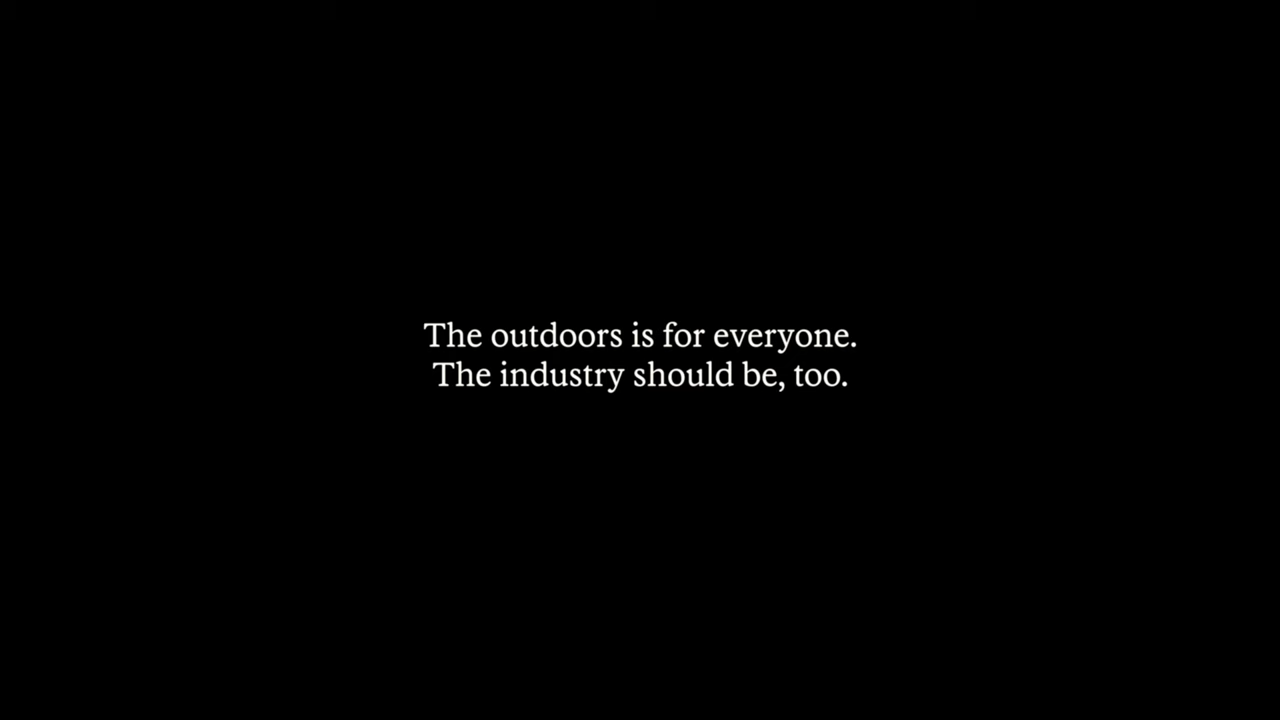 The outdoors is for everyone.
The industry should be, too.